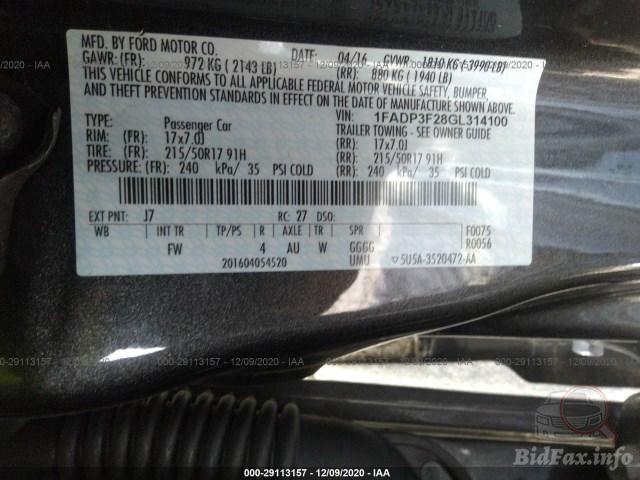 MFD. BY FORD MOTOR CO.
DATE: 04/16 GVWR: 1810 KG (3990 LB)
GAWR: (FR): 972 KG ( 2143 LB) (RR): 880 KG ( 1940 LB)
THIS VEHICLE CONFORMS TO ALL APPLICABLE FEDERAL MOTOR VEHICLE SAFETY, BUMPER,
AND THEFT PREVENTION STANDARDS IN EFFECT ON THE DATE OF MANUFACTURE SHOWN ABOVE.
VIN: 1FADP3F28GL314100
TYPE: Passenger Car TRAILER TOWING - SEE OWNER GUIDE
RIM: (FR): 17x7.0J (RR): 17x7.0J
TIRE: (FR): 215/50R17 91H (RR): 215/50R17 91H
PRESSURE: (FR): 240 kPa/ 35 PSI COLD (RR): 240 kPa/ 35 PSI COLD
EXT PNT: J7 RC: 27 DSO: F0075
WB INT TR TP/PS R AXLE TR SPR R0056
FW 4 AU W GGGG
201604054520 UMU ▽5U5A-3520472-AA
000-29113157 - 12/09/2020 - IAA
BidFax.info